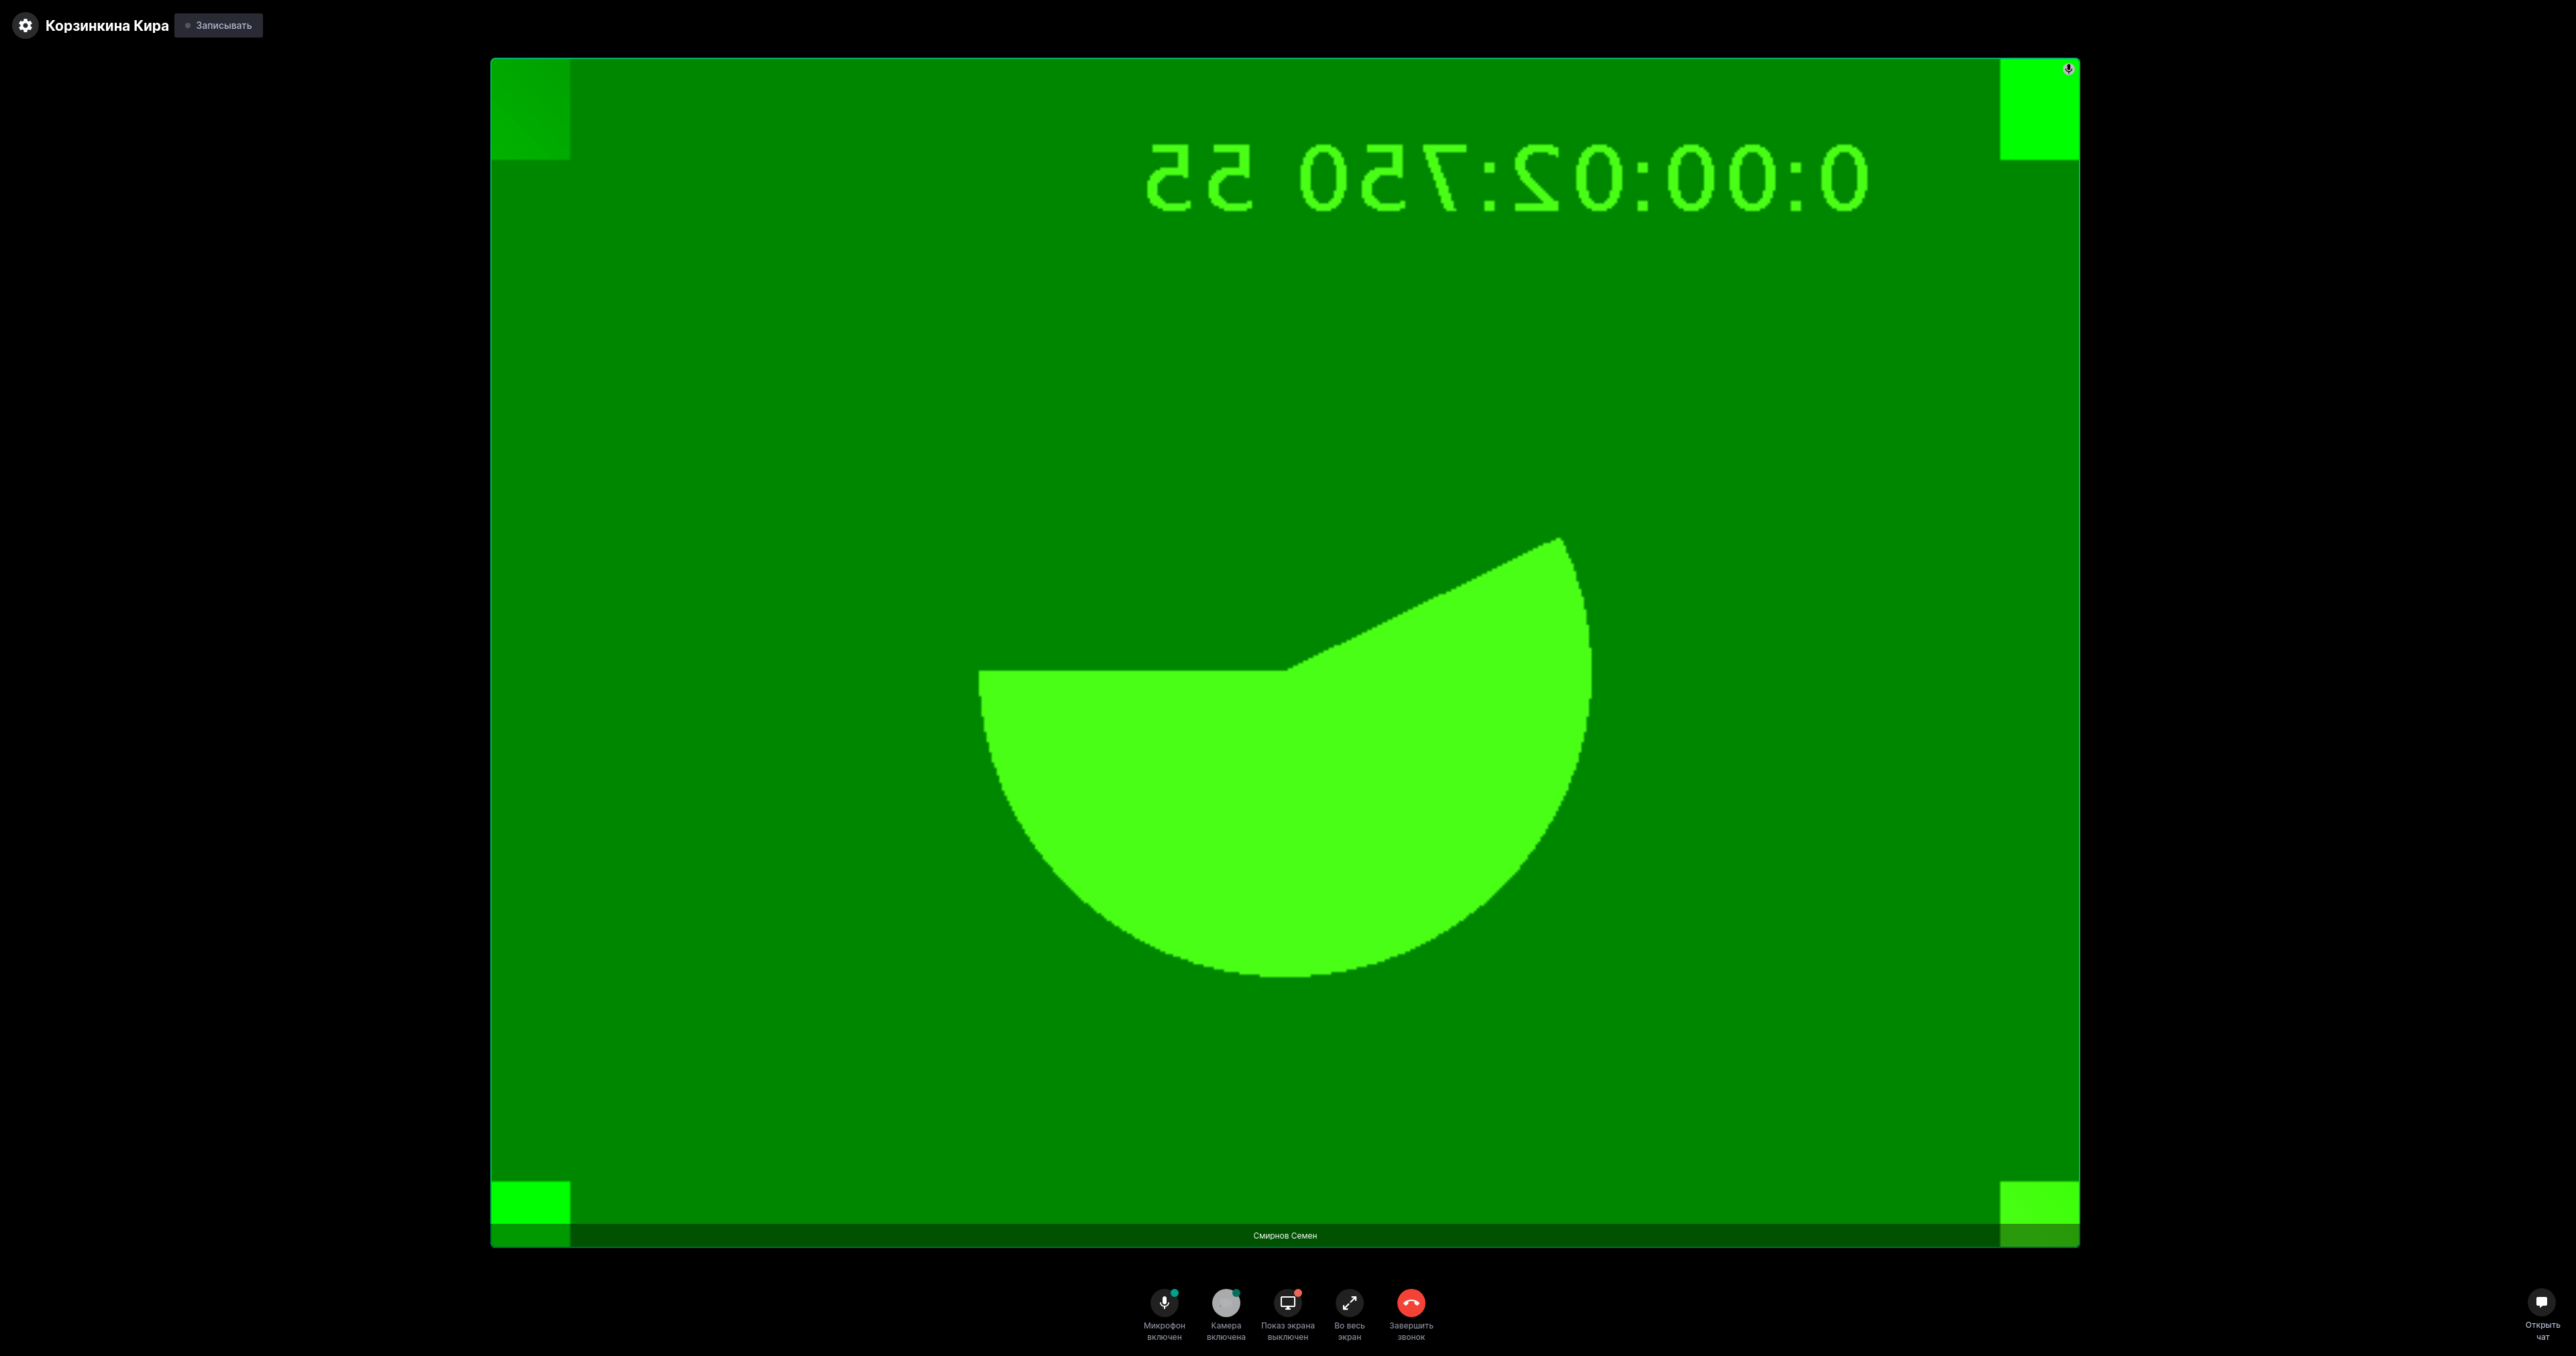 Корзинкина Кира
Записывать
0:00:02:750 55
Смирнов Семен
Микрофон включен
Камера включена
Показ экрана выключен
Во весь экран
Завершить звонок
Открыть чат